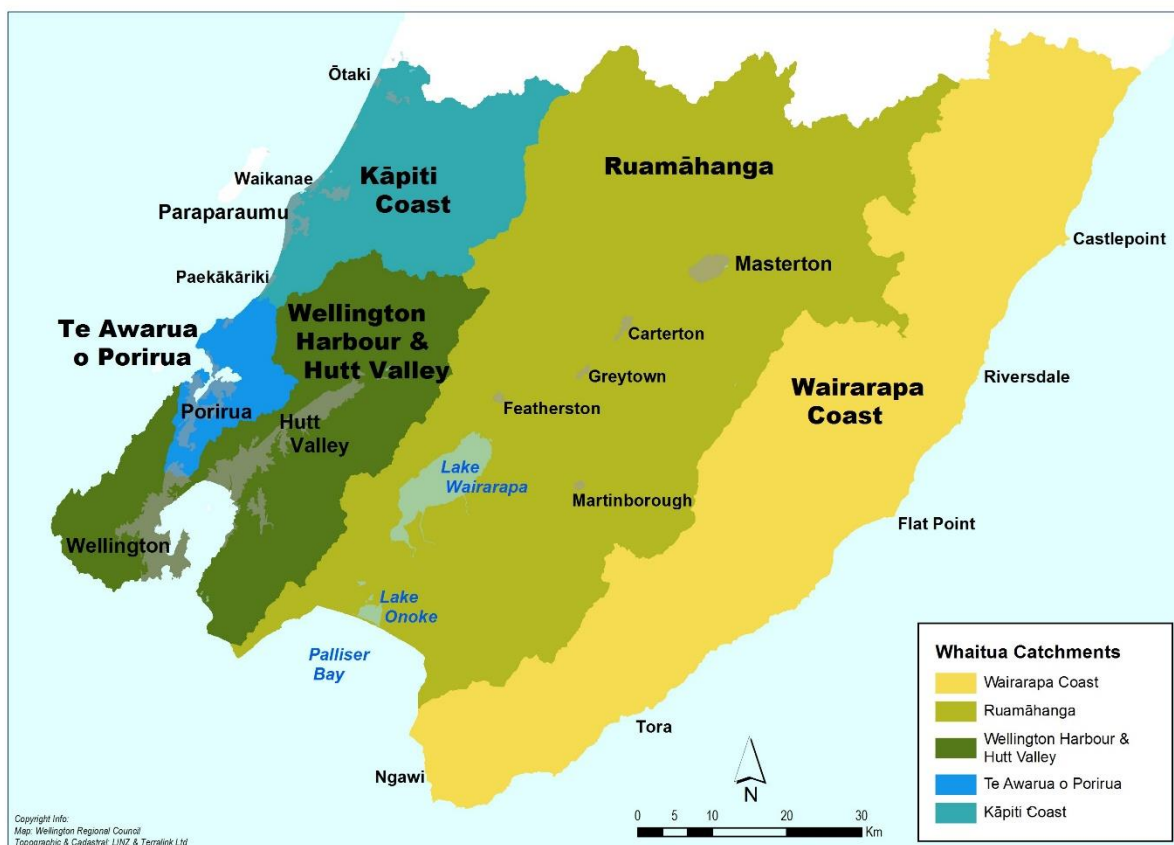 Ōtaki
Kāpiti
Coast
Ruamāhanga
Waikanae
Paraparaumu
Castlepoint
Masterton
Paekākāriki
Wellington
Harbour &
Hutt Valley
Te Awarua
o Porirua
Carterton
Greytown
Riversdale
Wairarapa
Coast
Featherston
Porirua
Hutt
Valley
Lake
Wairarapa
Martinborough
Flat Point
Wellington
Lake
Onoke
Palliser
Bay
Tora
Ngawi
N
0 5 10 20 30
Km
Whaitua Catchments
Wairarapa Coast
Ruamāhanga
Wellington Harbour &
Hutt Valley
Te Awarua o Porirua
Kāpiti Coast
Copyright Info:
Map: Wellington Regional Council
Topographic & Cadastral: LINZ & Terralink Ltd